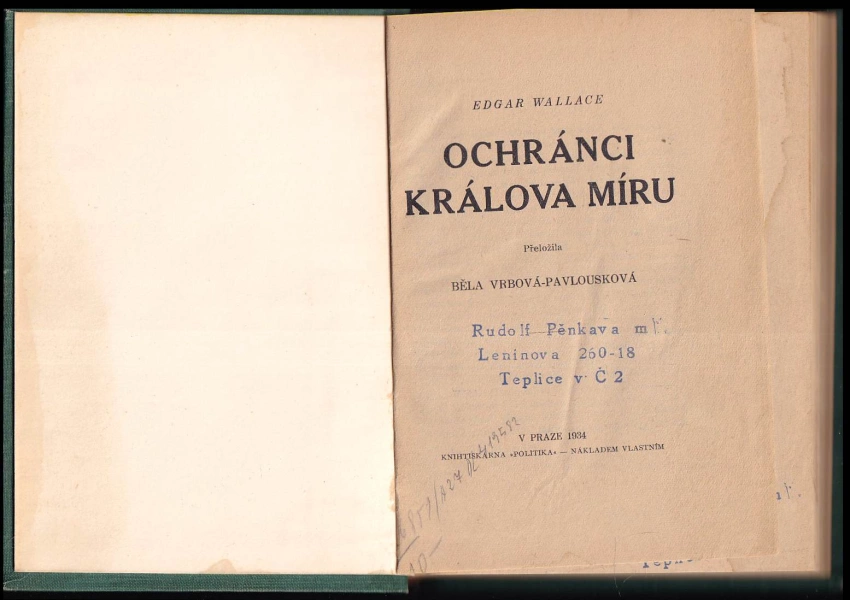 EDGAR WALLACE
OCHRÁNCI
KRÁLOVA MÍRU
Přeložila
BĚLA VRBOVÁ-PAVLOUSKOVÁ
Rudolf Pěnkava ml.
Leninova 260-18
Teplice v Č 2
V PRAZE 1934
KNIHTISKÁRNA »POLITIKA« — NÁKLADEM VLASTNÍM